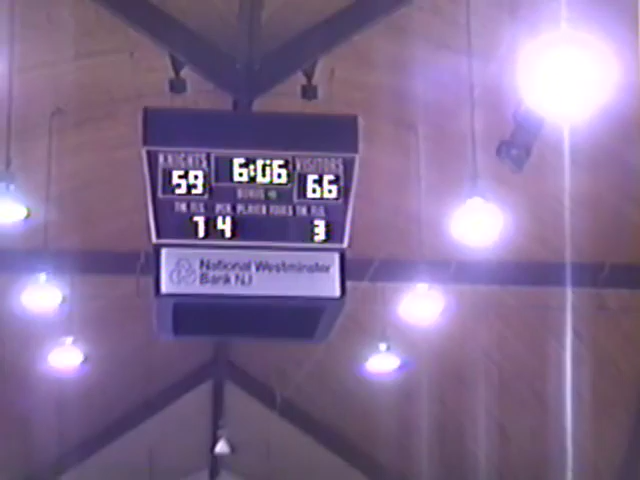 KNIGHTS 6:06 VISITORS
59 BONUS 66
TM. FLS. PER. PLAYER FOULS TM. FLS.
7 4 3
National Westminster
Bank NJ